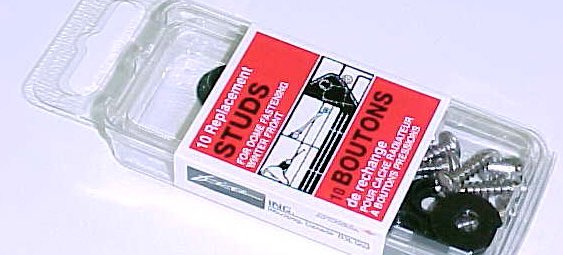 10 Replacement
STUDS
FOR DOME FASTENING
WINTER FRONT
10 BOUTONS
de rechange
POUR CACHE RADIATEUR
A BOUTONS PRESSIONS
INC.